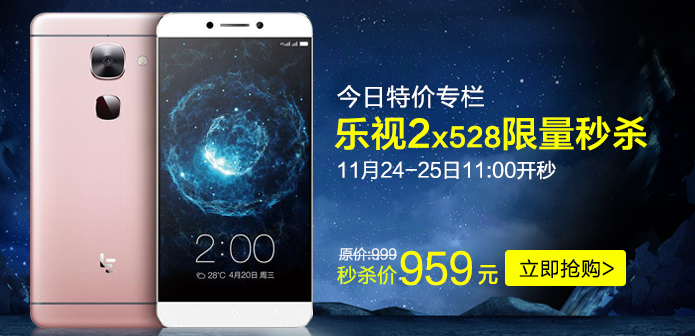 今日特价专栏
乐视2x528限量秒杀
11月24-25日11:00开秒
原价:999
秒杀价959元
立即抢购>
2:00
28°C 4月20日 周三